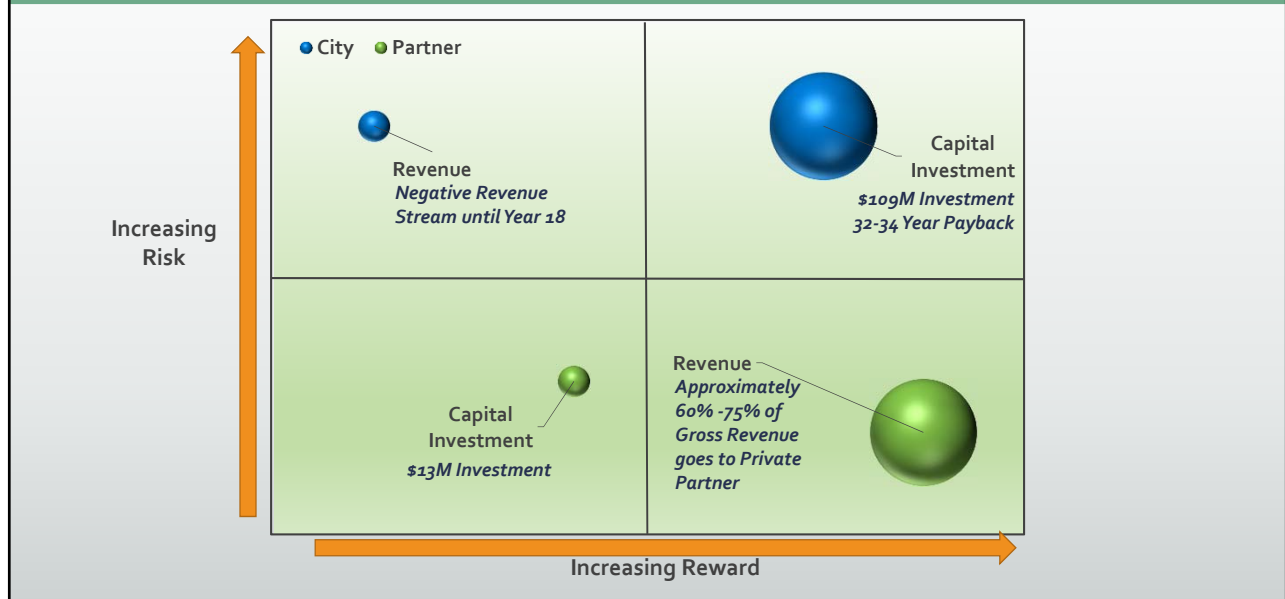 City Partner
Revenue
Negative Revenue
Stream until Year 18
Capital
Investment
$109M Investment
32-34 Year Payback
Increasing
Risk
Capital
Investment
$13M Investment
Revenue
Approximately
60% -75% of
Gross Revenue
goes to Private
Partner
Increasing Reward